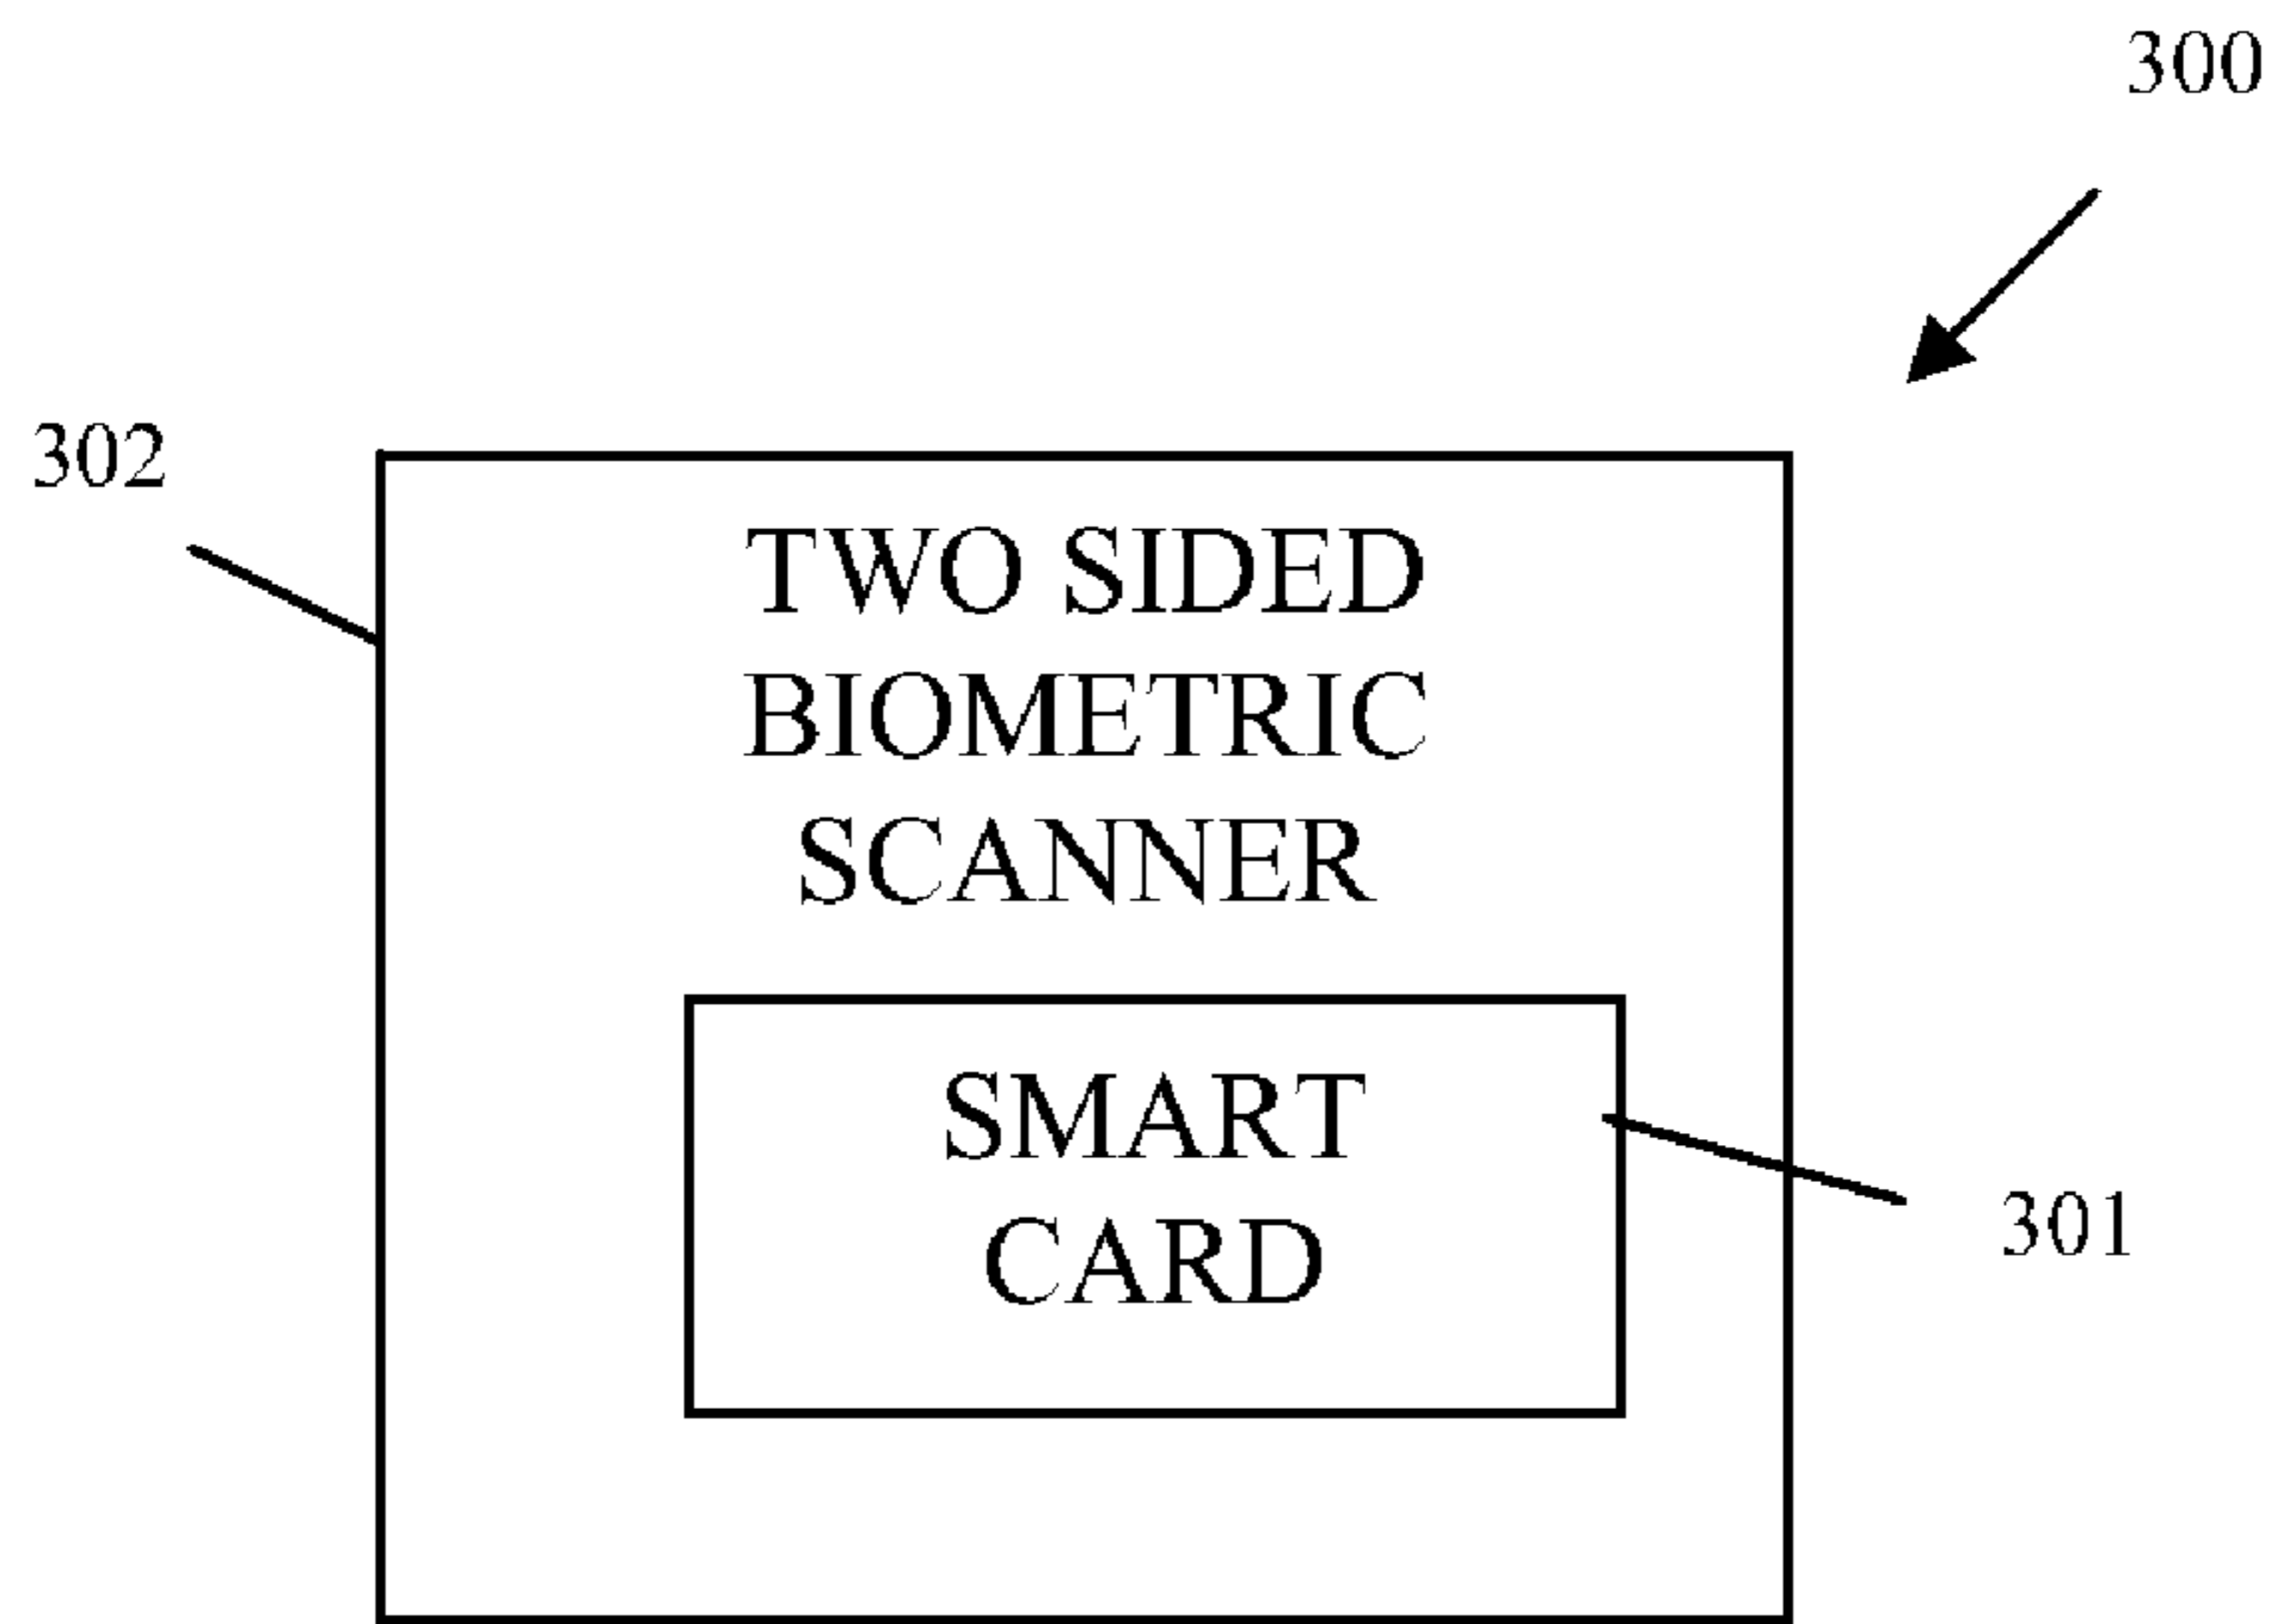 300
302
TWO SIDED
BIOMETRIC
SCANNER
SMART
CARD
301